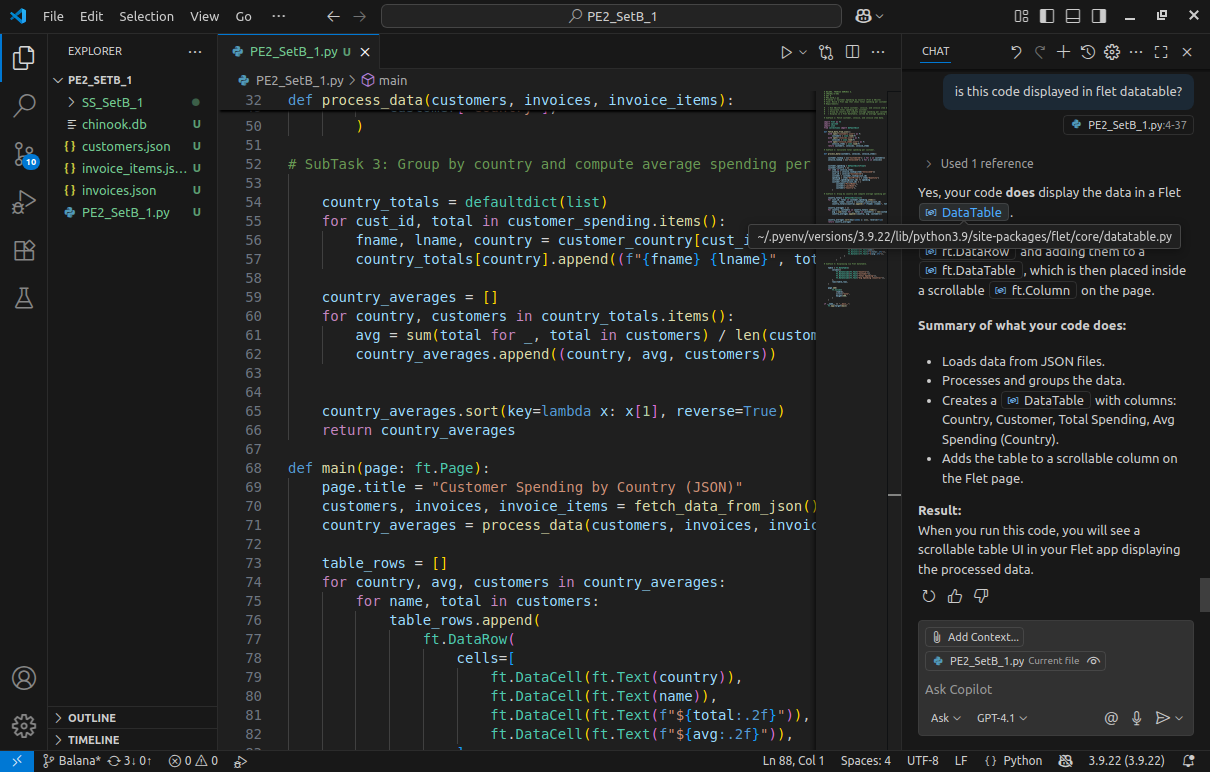 File Edit Selection View Go ··· PE2_SetB_1
EXPLORER ···
PE2_SETB_1
SS_SetB_1
chinook.db U
customers.json U
invoice_items.js... U
invoices.json U
PE2_SetB_1.py U
10
OUTLINE
TIMELINE
PE2_SetB_1.py U
PE2_SetB_1.py > main
32 def process_data(customers, invoices, invoice_items):
50 )
51
52 # SubTask 3: Group by country and compute average spending per
53
54 country_totals = defaultdict(list)
55 for cust_id, total in customer_spending.items():
56 fname, lname, country = customer_country[cust_i
57 country_totals[country].append((f"{fname} {lname}", tot
58
59 country_averages = []
60 for country, customers in country_totals.items():
61 avg = sum(total for _, total in customers) / len(custom
62 country_averages.append((country, avg, customers))
63
64
65 country_averages.sort(key=lambda x: x[1], reverse=True)
66 return country_averages
67
68 def main(page: ft.Page):
69 page.title = "Customer Spending by Country (JSON)"
70 customers, invoices, invoice_items = fetch_data_from_json()
71 country_averages = process_data(customers, invoices, invoic
72
73 table_rows = []
74 for country, avg, customers in country_averages:
75 for name, total in customers:
76 table_rows.append(
77 ft.DataRow(
78 cells=[
79 ft.DataCell(ft.Text(country)),
80 ft.DataCell(ft.Text(name)),
81 ft.DataCell(ft.Text(f"${total:.2f}")),
82 ft.DataCell(ft.Text(f"${avg:.2f}")),
CHAT
is this code displayed in flet datatable?
PE2_SetB_1.py:4-37
Used 1 reference
Yes, your code does display the data in a Flet
DataTable .
~/.pyenv/versions/3.9.22/lib/python3.9/site-packages/flet/core/datatable.py
ft.DataRow and adding them to a
ft.DataTable , which is then placed inside
a scrollable ft.Column on the page.
Summary of what your code does:
• Loads data from JSON files.
• Processes and groups the data.
• Creates a DataTable with columns:
Country, Customer, Total Spending, Avg
Spending (Country).
• Adds the table to a scrollable column on
the Flet page.
Result:
When you run this code, you will see a
scrollable table UI in your Flet app displaying
the processed data.
Add Context...
PE2_SetB_1.py Current file
Ask Copilot
Ask GPT-4.1 @
Balana* 3↓ 0↑ 0 0 Ln 88, Col 1 Spaces: 4 UTF-8 LF {} Python 3.9.22 (3.9.22)